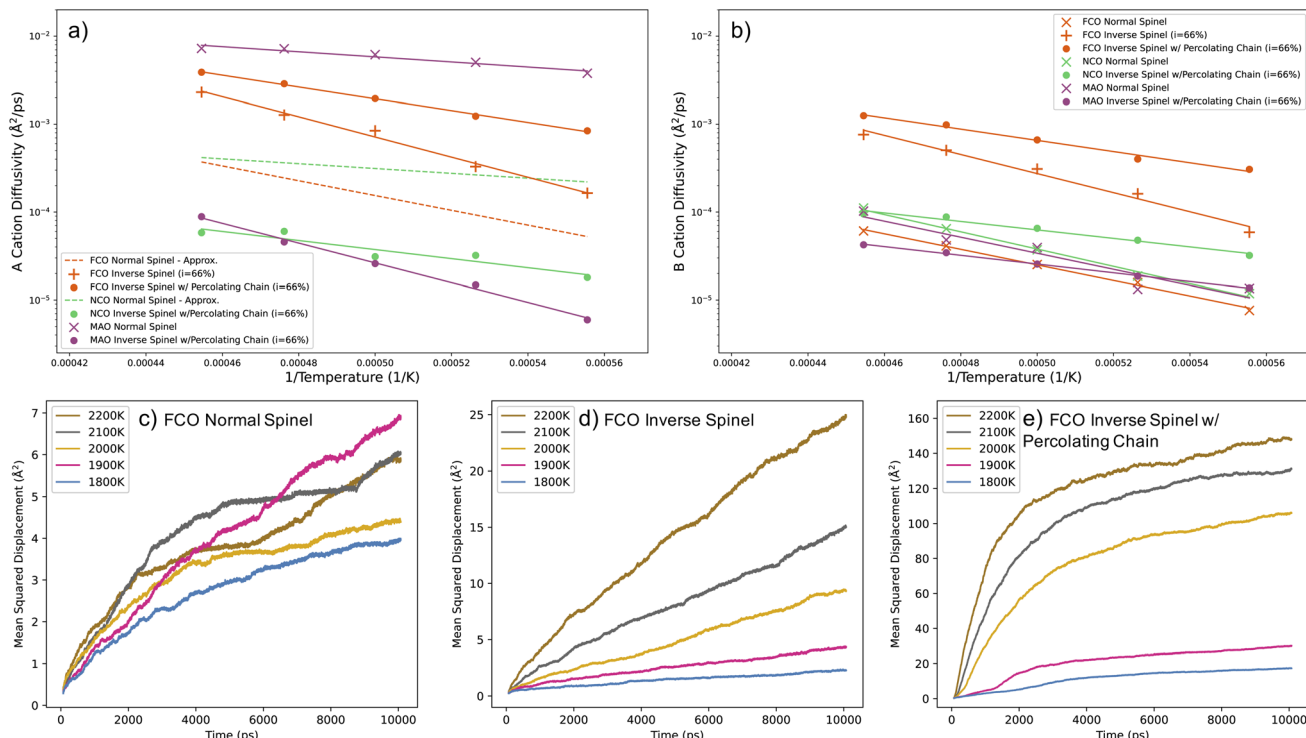 a)
10⁻²
10⁻³
10⁻⁴
10⁻⁵
A Cation Diffusivity (Å²/ps)
FCO Normal Spinel - Approx.
FCO Inverse Spinel (i=66%)
FCO Inverse Spinel w/ Percolating Chain (i=66%)
NCO Normal Spinel - Approx.
NCO Inverse Spinel w/Percolating Chain (i=66%)
MAO Normal Spinel
MAO Inverse Spinel w/Percolating Chain (i=66%)
0.00042 0.00044 0.00046 0.00048 0.00050 0.00052 0.00054 0.00056
1/Temperature (1/K)
b)
10⁻²
10⁻³
10⁻⁴
10⁻⁵
B Cation Diffusivity (Å²/ps)
FCO Normal Spinel
FCO Inverse Spinel (i=66%)
FCO Inverse Spinel w/ Percolating Chain (i=66%)
NCO Normal Spinel
NCO Inverse Spinel w/Percolating Chain (i=66%)
MAO Normal Spinel
MAO Inverse Spinel w/Percolating Chain (i=66%)
0.00042 0.00044 0.00046 0.00048 0.00050 0.00052 0.00054 0.00056
1/Temperature (1/K)
c) FCO Normal Spinel
2200K
2100K
2000K
1900K
1800K
7
6
5
4
3
2
1
0
Mean Squared Displacement (Å²)
0 2000 4000 6000 8000 10000
Time (ps)
d) FCO Inverse Spinel
2200K
2100K
2000K
1900K
1800K
25
20
15
10
5
0
Mean Squared Displacement (Å²)
0 2000 4000 6000 8000 10000
Time (ps)
e) FCO Inverse Spinel w/
Percolating Chain
2200K
2100K
2000K
1900K
1800K
160
140
120
100
80
60
40
20
0
Mean Squared Displacement (Å²)
0 2000 4000 6000 8000 10000
Time (ps)